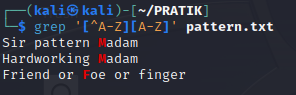 ┌──(kali㉿kali)-[~/PRATIK]
└─$ grep '[^A-Z][A-Z]' pattern.txt
Sir pattern Madam
Hardworking Madam
Friend or Foe or finger